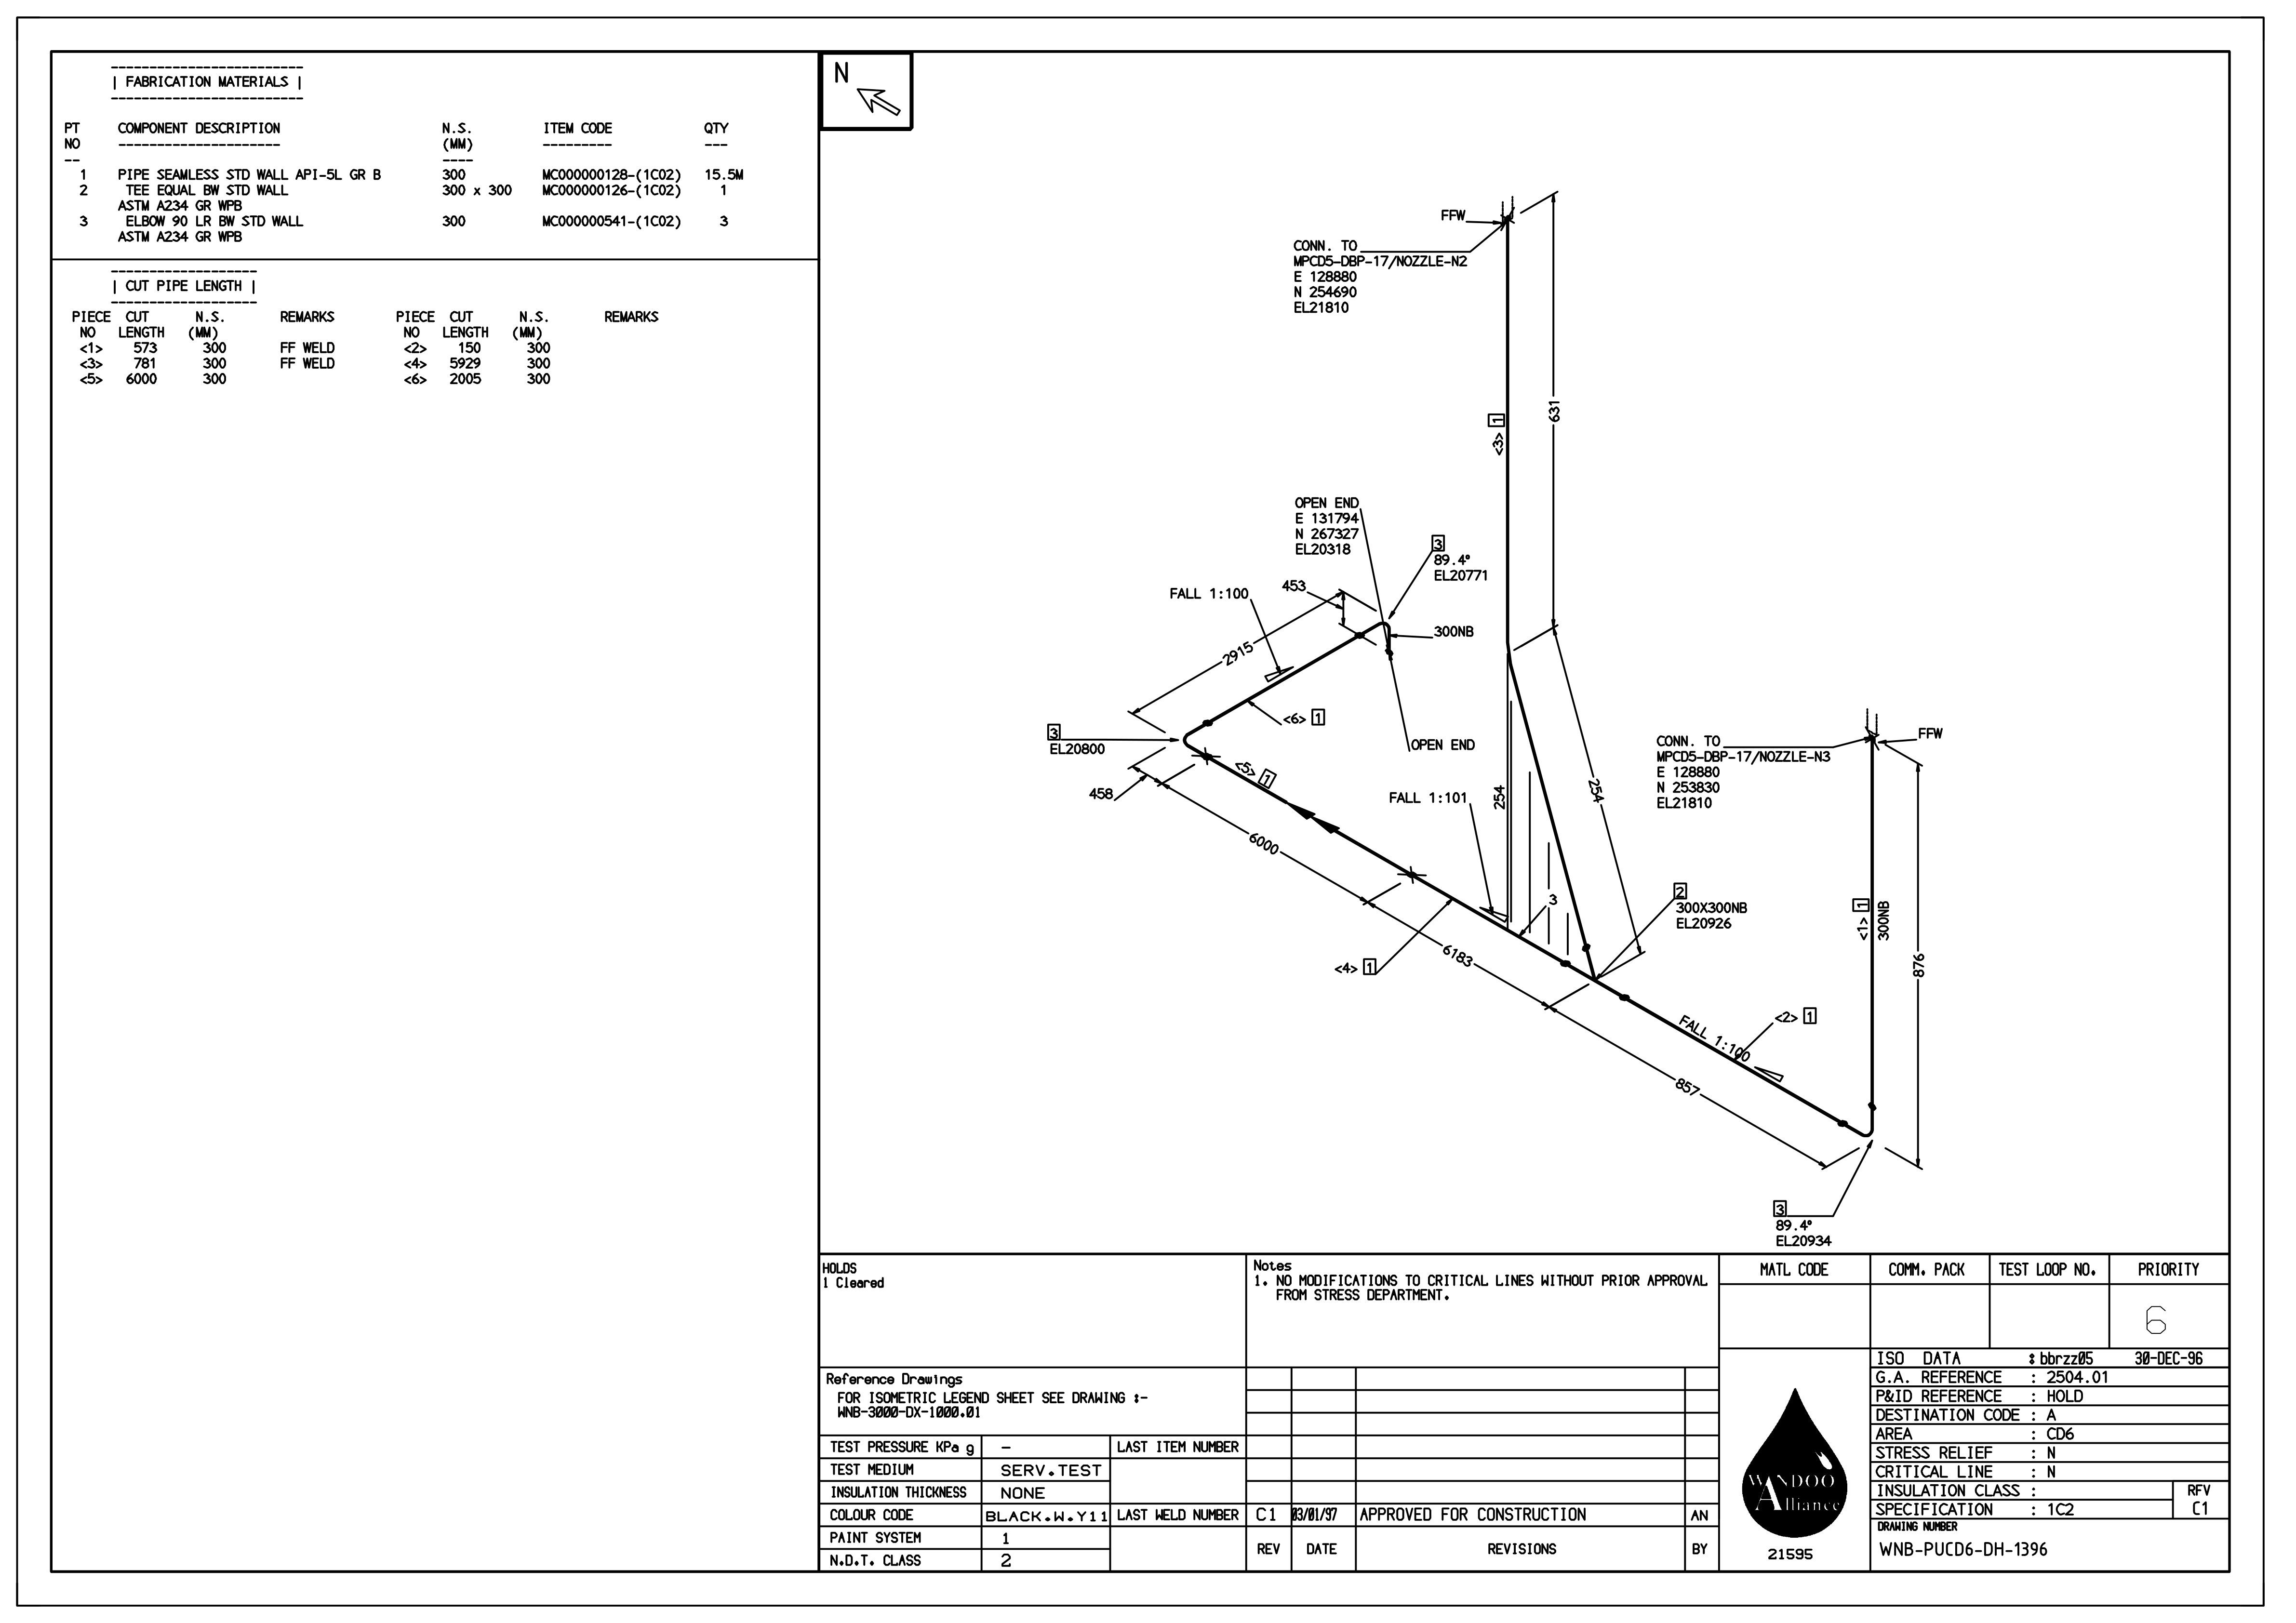 -------------------------
| FABRICATION MATERIALS |
-------------------------
PT COMPONENT DESCRIPTION N.S. ITEM CODE QTY
NO --------------------- (MM) --------- ---
-- ----
1 PIPE SEAMLESS STD WALL API-5L GR B 300 MC000000128-(1C02) 15.5M
2 TEE EQUAL BW STD WALL 300 x 300 MC000000126-(1C02) 1
ASTM A234 GR WPB
3 ELBOW 90 LR BW STD WALL 300 MC000000541-(1C02) 3
ASTM A234 GR WPB
-------------------
| CUT PIPE LENGTH |
-------------------
PIECE CUT N.S. REMARKS PIECE CUT N.S. REMARKS
NO LENGTH (MM) NO LENGTH (MM)
<1> 573 300 FF WELD <2> 150 300
<3> 781 300 FF WELD <4> 5929 300
<5> 6000 300 <6> 2005 300
N
FFW
CONN. TO
MPCD5-DBP-17/NOZZLE-N2
E 128880
N 254690
EL21810
631
<3> 1
OPEN END
E 131794
N 267327
EL20318
3
89.4°
EL20771
453
FALL 1:100
300NB
2915
<6> 1
3
EL20800
OPEN END
CONN. TO
MPCD5-DBP-17/NOZZLE-N3
E 128880
N 253830
EL21810
FFW
<5> 1
458
254
254
FALL 1:101
6000
3
2
300X300NB
EL20926
<1> 1
300NB
876
6183
<4> 1
<2> 1
FALL 1:100
857
3
89.4°
EL20934
HOLDS
1 Cleared
Notes
1. NO MODIFICATIONS TO CRITICAL LINES WITHOUT PRIOR APPROVAL
FROM STRESS DEPARTMENT.
MATL CODE COMM. PACK TEST LOOP NO. PRIORITY
6
Reference Drawings
FOR ISOMETRIC LEGEND SHEET SEE DRAWING :-
WNB-3000-DX-1000.01
TEST PRESSURE KPa g - LAST ITEM NUMBER
TEST MEDIUM SERV.TEST
INSULATION THICKNESS NONE
COLOUR CODE BLACK.W.Y11 LAST WELD NUMBER
PAINT SYSTEM 1
N.D.T. CLASS 2
C1 03/01/97 APPROVED FOR CONSTRUCTION AN
REV DATE REVISIONS BY
WANDOO
Alliance
21595
ISO DATA : bbrzz05 30-DEC-96
G.A. REFERENCE : 2504.01
P&ID REFERENCE : HOLD
DESTINATION CODE : A
AREA : CD6
STRESS RELIEF : N
CRITICAL LINE : N
INSULATION CLASS : RFV
SPECIFICATION : 1C2 C1
DRAWING NUMBER
WNB-PUCD6-DH-1396